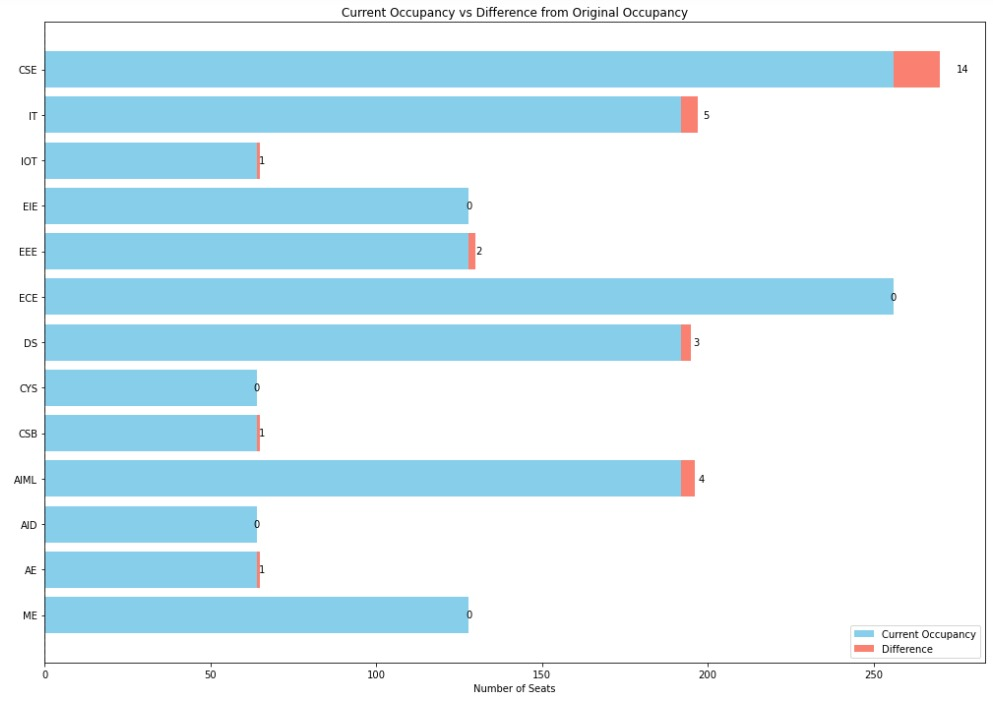 Current Occupancy vs Difference from Original Occupancy
CSE
14
IT
5
IOT
1
EIE
0
EEE
2
ECE
0
DS
3
CYS
0
CSB
1
AIML
4
AID
0
AE
1
ME
0
Current Occupancy
Difference
0 50 100 150 200 250
Number of Seats